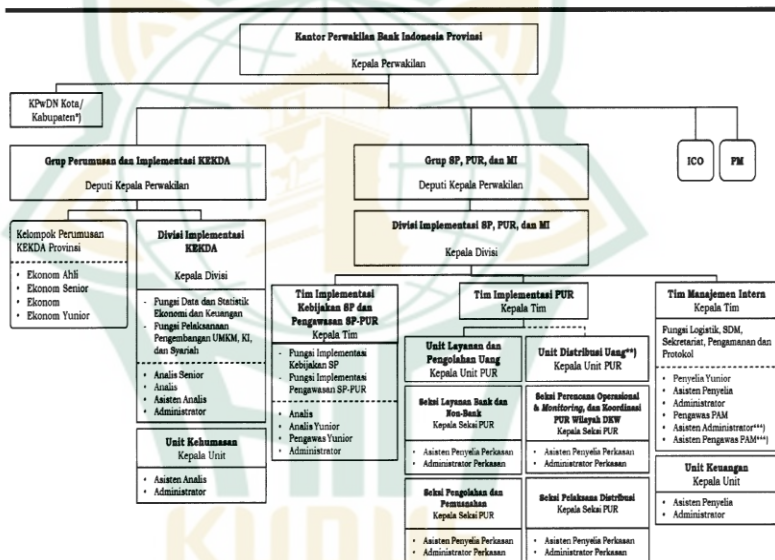 Kantor Perwakilan Bank Indonesia Provinsi
Kepala Perwakilan
KPwDN Kota/
Kabupaten*)
Grup Perumusan dan Implementasi KEKDA
Deputi Kepala Perwakilan
Grup SP, PUR, dan MI
Deputi Kepala Perwakilan
ICO
PM
Kelompok Perumusan
KEKDA Provinsi
• Ekonom Ahli
• Ekonom Senior
• Ekonom
• Ekonom Yunior
Divisi Implementasi
KEKDA
Kepala Divisi
- Fungsi Data dan Statistik
Ekonomi dan Keuangan
- Fungsi Pelaksanaan
Pengembangan UMKM, KI,
dan Syariah
• Analis Senior
• Analis
• Asisten Analis
• Administrator
Unit Kehumasan
Kepala Unit
• Asisten Analis
• Administrator
Divisi Implementasi SP, PUR, dan MI
Kepala Divisi
Tim Implementasi
Kebijakan SP dan
Pengawasan SP-PUR
Kepala Tim
- Fungsi Implementasi
Kebijakan SP
- Fungsi Implementasi
Pengawasan SP-PUR
• Analis
• Analis Yunior
• Pengawas Yunior
• Administrator
Tim Implementasi PUR
Kepala Tim
Unit Layanan dan
Pengolahan Uang
Kepala Unit PUR
Seksi Layanan Bank dan
Non-Bank
Kepala Seksi PUR
• Asisten Penyelia Perkasan
• Administrator Perkasan
Seksi Pengolahan dan
Pemusnahan
Kepala Seksi PUR
• Asisten Penyelia Perkasan
• Administrator Perkasan
Unit Distribusi Uang**)
Kepala Unit PUR
Seksi Perencana Operasional
& Monitoring, dan Koordinasi
PUR Wilayah DKW
Kepala Seksi PUR
• Asisten Penyelia Perkasan
• Administrator Perkasan
Seksi Pelaksana Distribusi
Kepala Seksi PUR
• Asisten Penyelia Perkasan
• Administrator Perkasan
Tim Manajemen Intern
Kepala Tim
Fungsi Logistik, SDM,
Sekretariat, Pengamanan dan
Protokol
• Penyelia Yunior
• Asisten Penyelia
• Administrator
• Pengawas PAM
• Asisten Administrator***)
• Asisten Pengawas PAM***)
Unit Keuangan
Kepala Unit
• Asisten Penyelia
• Administrator